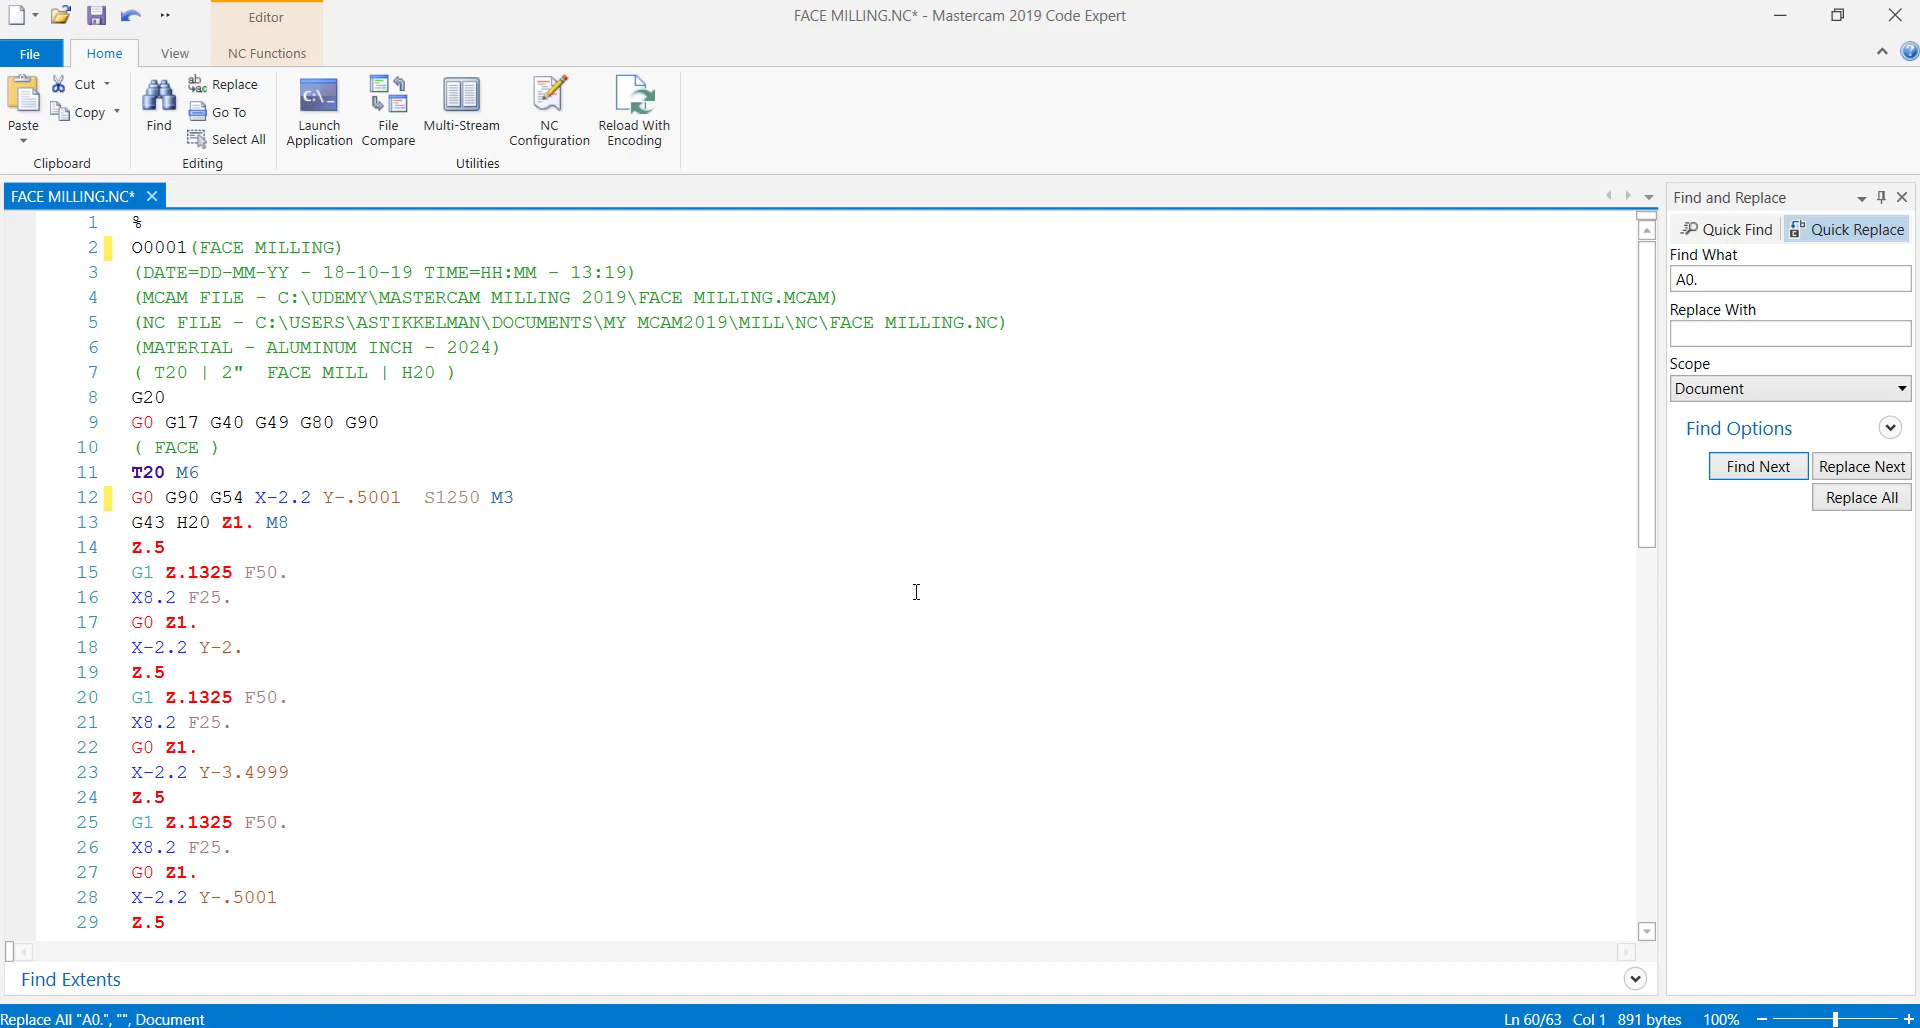 Editor
FACE MILLING.NC* - Mastercam 2019 Code Expert
File
Home
View
NC Functions
Paste
Cut
Copy
Find
Replace
Go To
Select All
C:\_
Launch Application
File Compare
Multi-Stream
NC Configuration
Reload With Encoding
Clipboard
Editing
Utilities
FACE MILLING.NC*
1 %
2 O0001(FACE MILLING)
3 (DATE=DD-MM-YY - 18-10-19 TIME=HH:MM - 13:19)
4 (MCAM FILE - C:\UDEMY\MASTERCAM MILLING 2019\FACE MILLING.MCAM)
5 (NC FILE - C:\USERS\ASTIKKELMAN\DOCUMENTS\MY MCAM2019\MILL\NC\FACE MILLING.NC)
6 (MATERIAL - ALUMINUM INCH - 2024)
7 ( T20 | 2" FACE MILL | H20 )
8 G20
9 G0 G17 G40 G49 G80 G90
10 ( FACE )
11 T20 M6
12 G0 G90 G54 X-2.2 Y-.5001 S1250 M3
13 G43 H20 Z1. M8
14 Z.5
15 G1 Z.1325 F50.
16 X8.2 F25.
17 G0 Z1.
18 X-2.2 Y-2.
19 Z.5
20 G1 Z.1325 F50.
21 X8.2 F25.
22 G0 Z1.
23 X-2.2 Y-3.4999
24 Z.5
25 G1 Z.1325 F50.
26 X8.2 F25.
27 G0 Z1.
28 X-2.2 Y-.5001
29 Z.5
Find and Replace
Quick Find
Quick Replace
Find What
A0.
Replace With
Scope
Document
Find Options
Find Next
Replace Next
Replace All
Find Extents
Replace All "A0.", "", Document
Ln 60/63 Col 1 891 bytes 100%